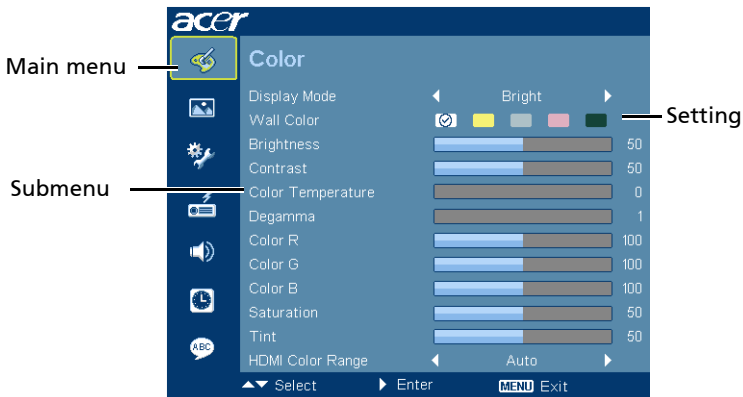 acer
Main menu
Color
Display Mode Bright
Wall Color
Setting
Brightness 50
Contrast 50
Submenu
Color Temperature 0
Degamma 1
Color R 100
Color G 100
Color B 100
Saturation 50
Tint 50
ABC
HDMI Color Range Auto
Select Enter MENU Exit